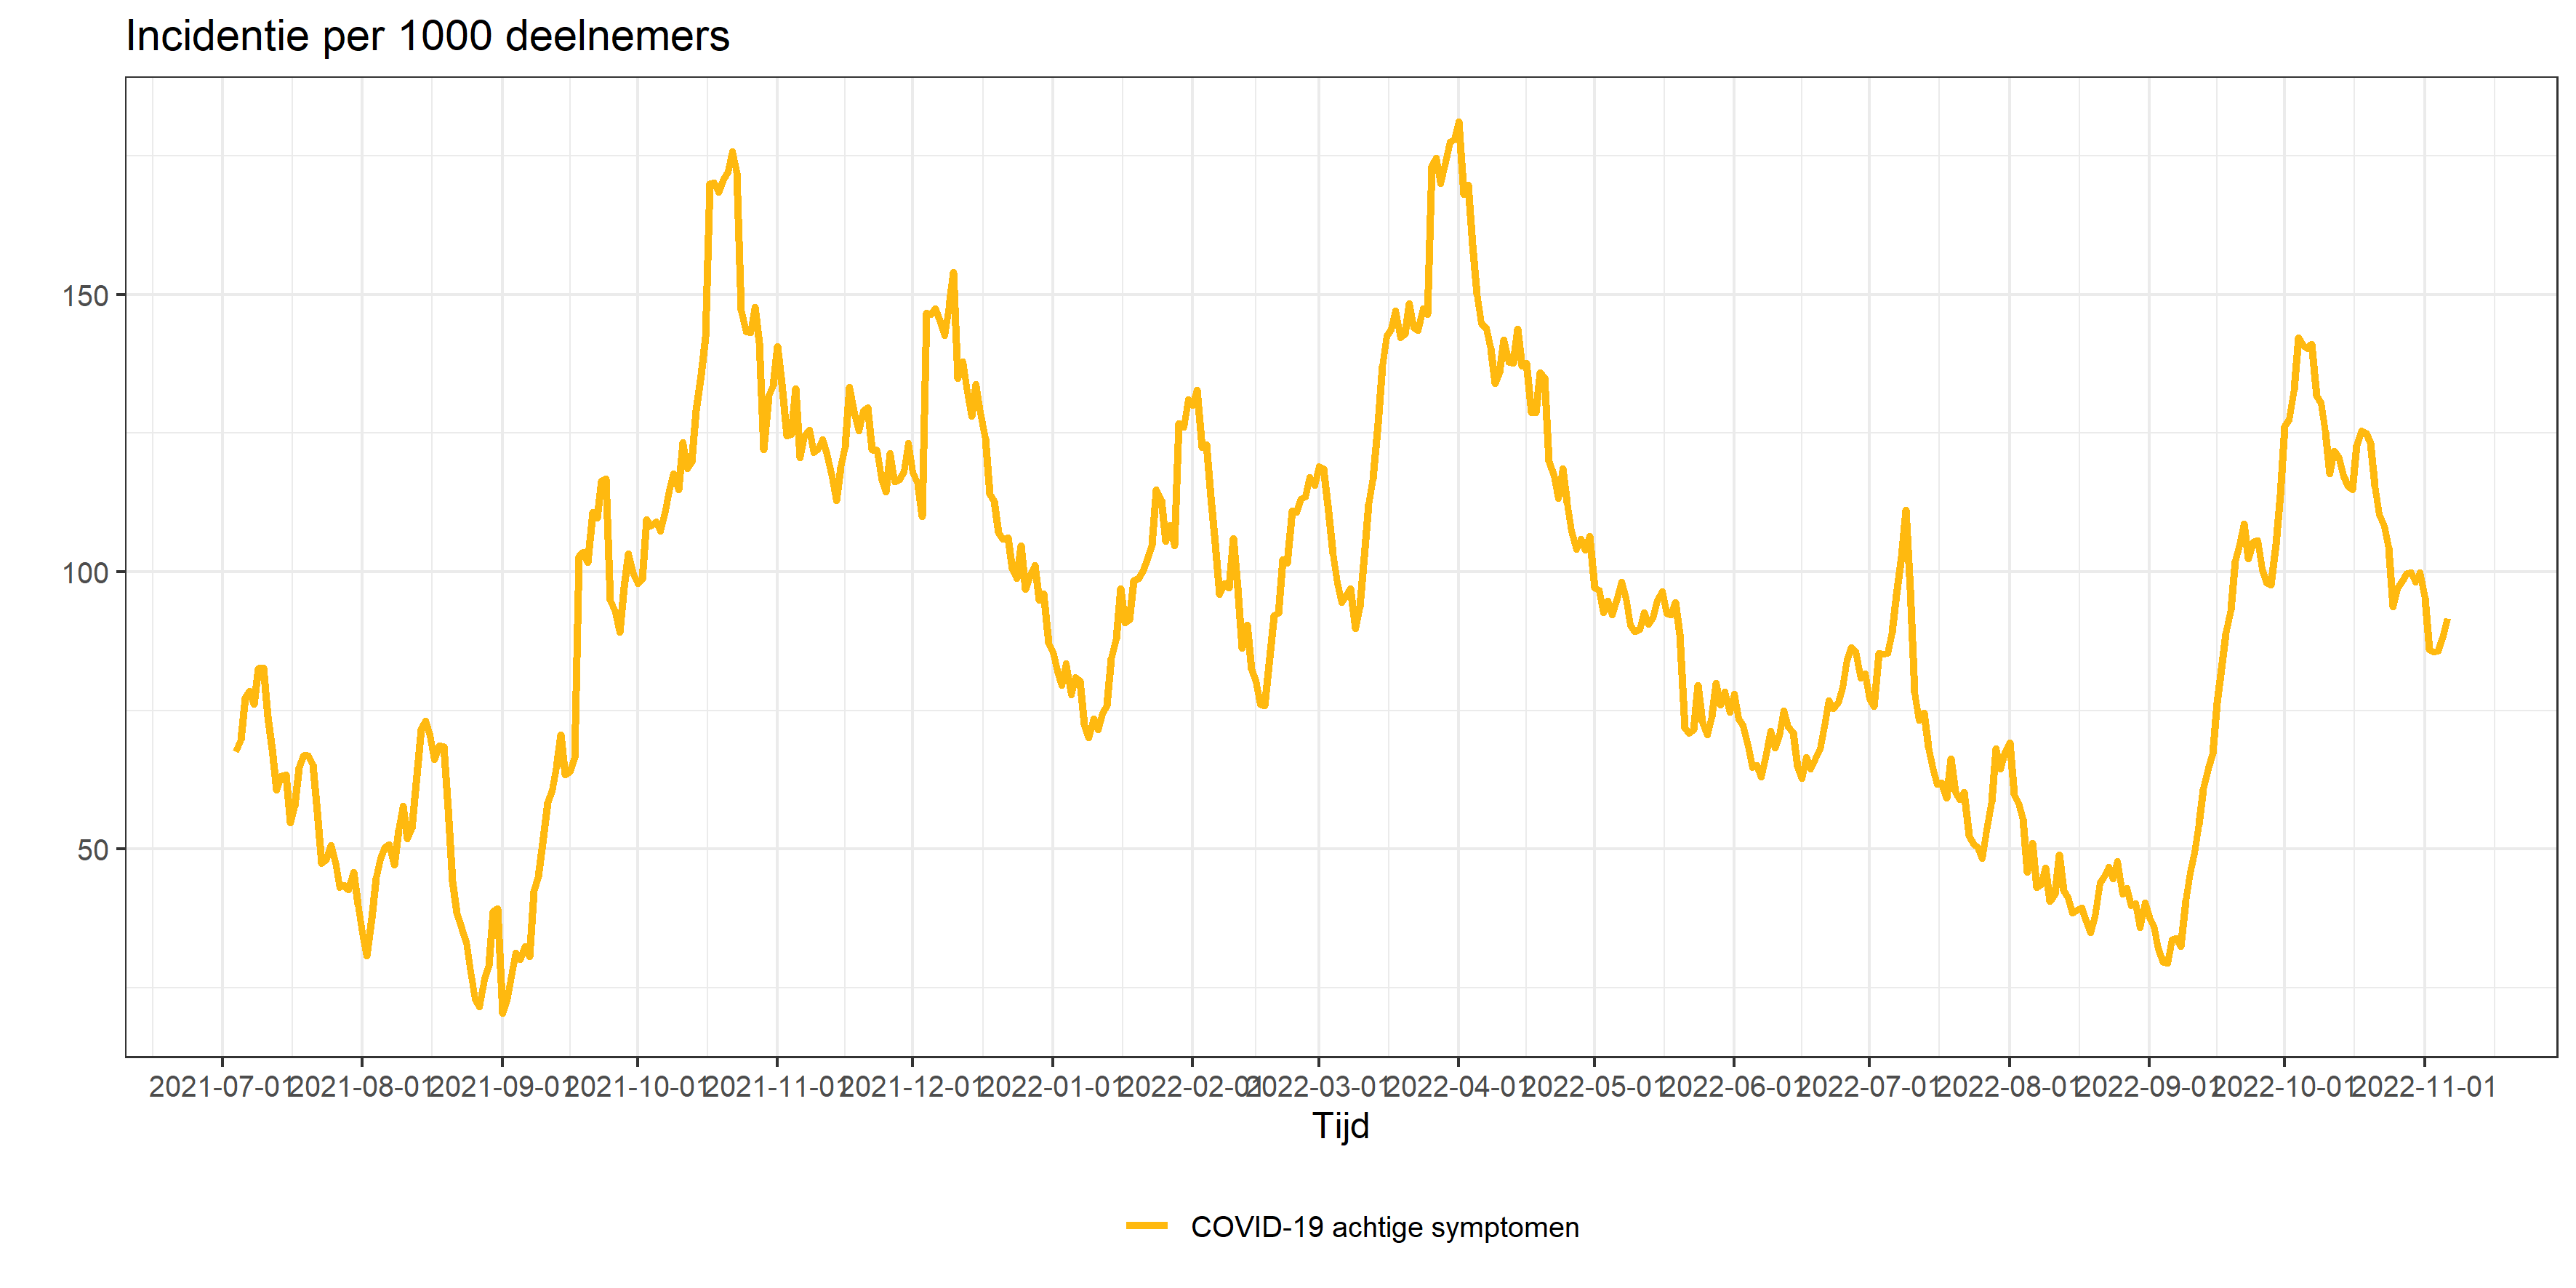 Incidentie per 1000 deelnemers
150
100
50
2021-07-01 2021-08-01 2021-09-01 2021-10-01 2021-11-01 2021-12-01 2022-01-01 2022-02-01 2022-03-01 2022-04-01 2022-05-01 2022-06-01 2022-07-01 2022-08-01 2022-09-01 2022-10-01 2022-11-01
Tijd
COVID-19 achtige symptomen